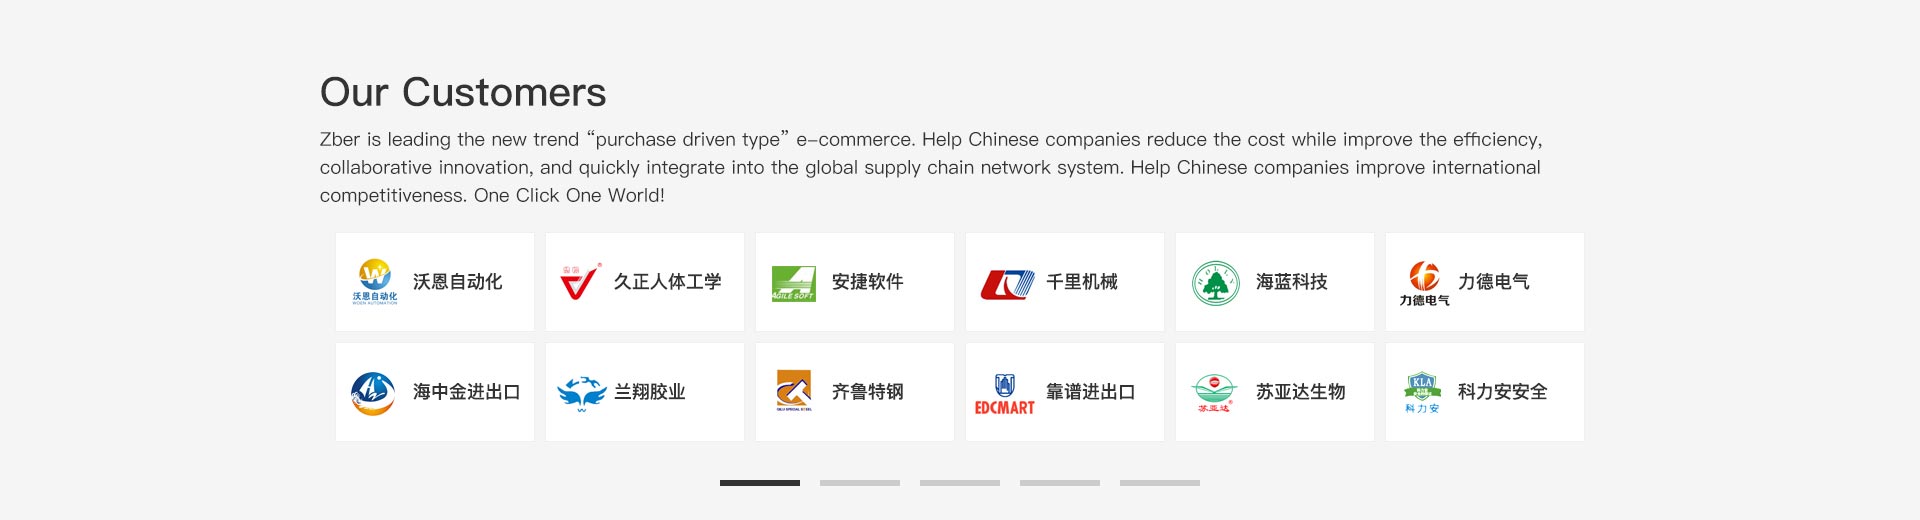 Our Customers
Zber is leading the new trend “purchase driven type” e-commerce. Help Chinese companies reduce the cost while improve the efficiency,
collaborative innovation, and quickly integrate into the global supply chain network system. Help Chinese companies improve international
competitiveness. One Click One World!
沃恩自动化
WOEN AUTOMATION
沃恩自动化
久正人体工学
AGILE SOFT
安捷软件
千里机械
HOLLY
海蓝科技
力德电气
力德电气
海中金进出口
兰翔胶业
QILU SPECIAL STEEL
齐鲁特钢
EDCMART
靠谱进出口
苏亚达
苏亚达生物
KLA
科力安
科力安安全